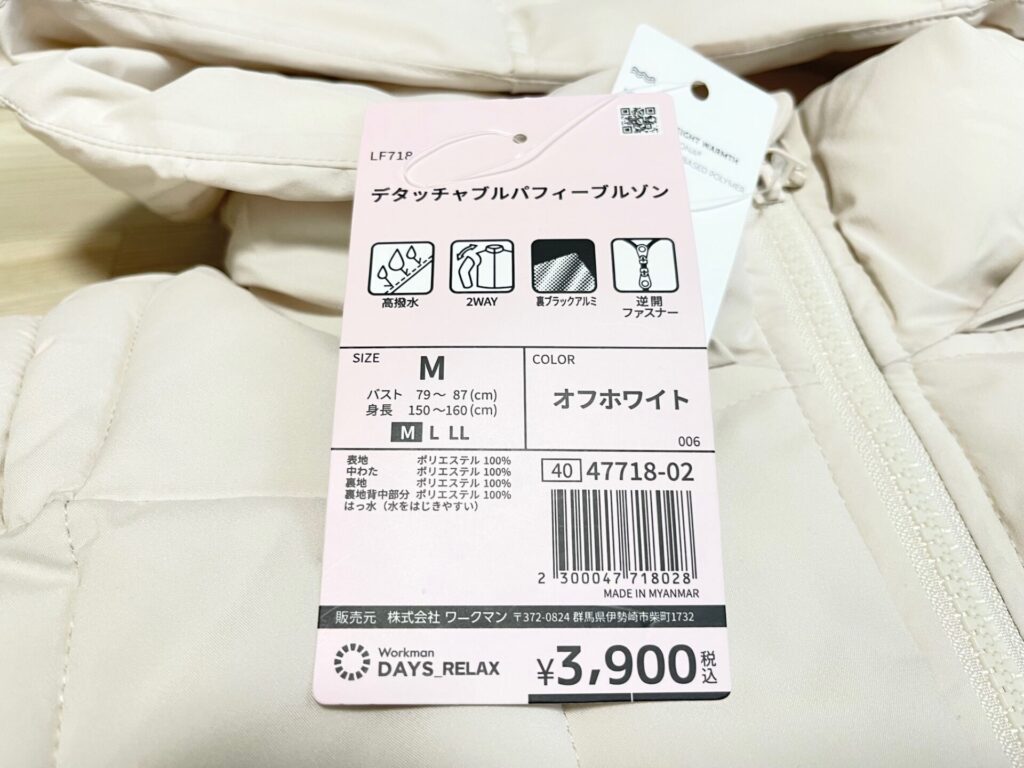 LF718
デタッチャブルパフィーブルゾン
高撥水
2WAY
裏ブラックアルミ
逆開
ファスナー
SIZE
M
バスト 79〜 87(cm)
身長 150〜160(cm)
M L LL
COLOR
オフホワイト
006
表地 ポリエステル 100%
中わた ポリエステル 100%
裏地 ポリエステル 100%
裏地背中部分 ポリエステル 100%
はっ水（水をはじきやすい）
40 47718-02
2 300047 718028
MADE IN MYANMAR
販売元 株式会社 ワークマン 〒372-0824 群馬県伊勢崎市柴町1732
Workman
DAYS_RELAX
¥3,900 税込
WARMTH
BASED POLYMER